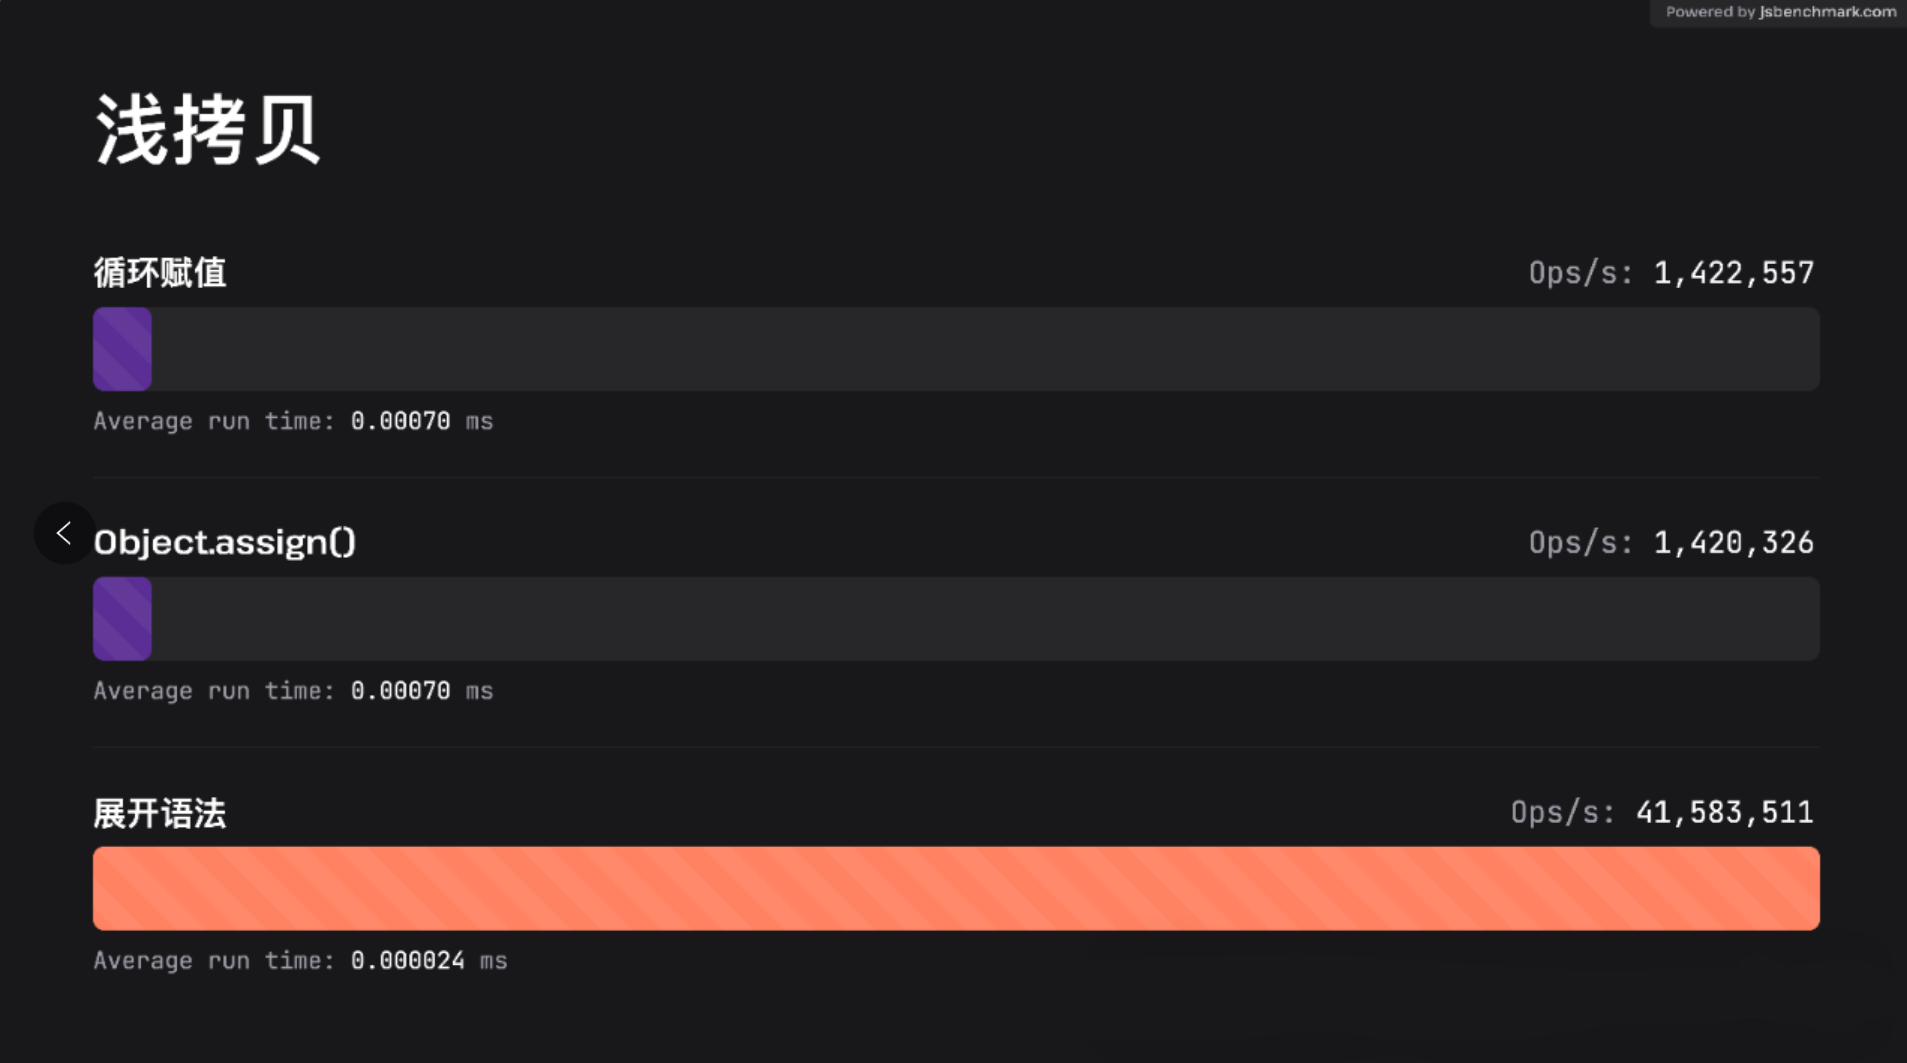 Powered by jsbenchmark.com
浅拷贝
循环赋值 Ops/s: 1,422,557
Average run time: 0.00070 ms
Object.assign() Ops/s: 1,420,326
Average run time: 0.00070 ms
展开语法 Ops/s: 41,583,511
Average run time: 0.000024 ms